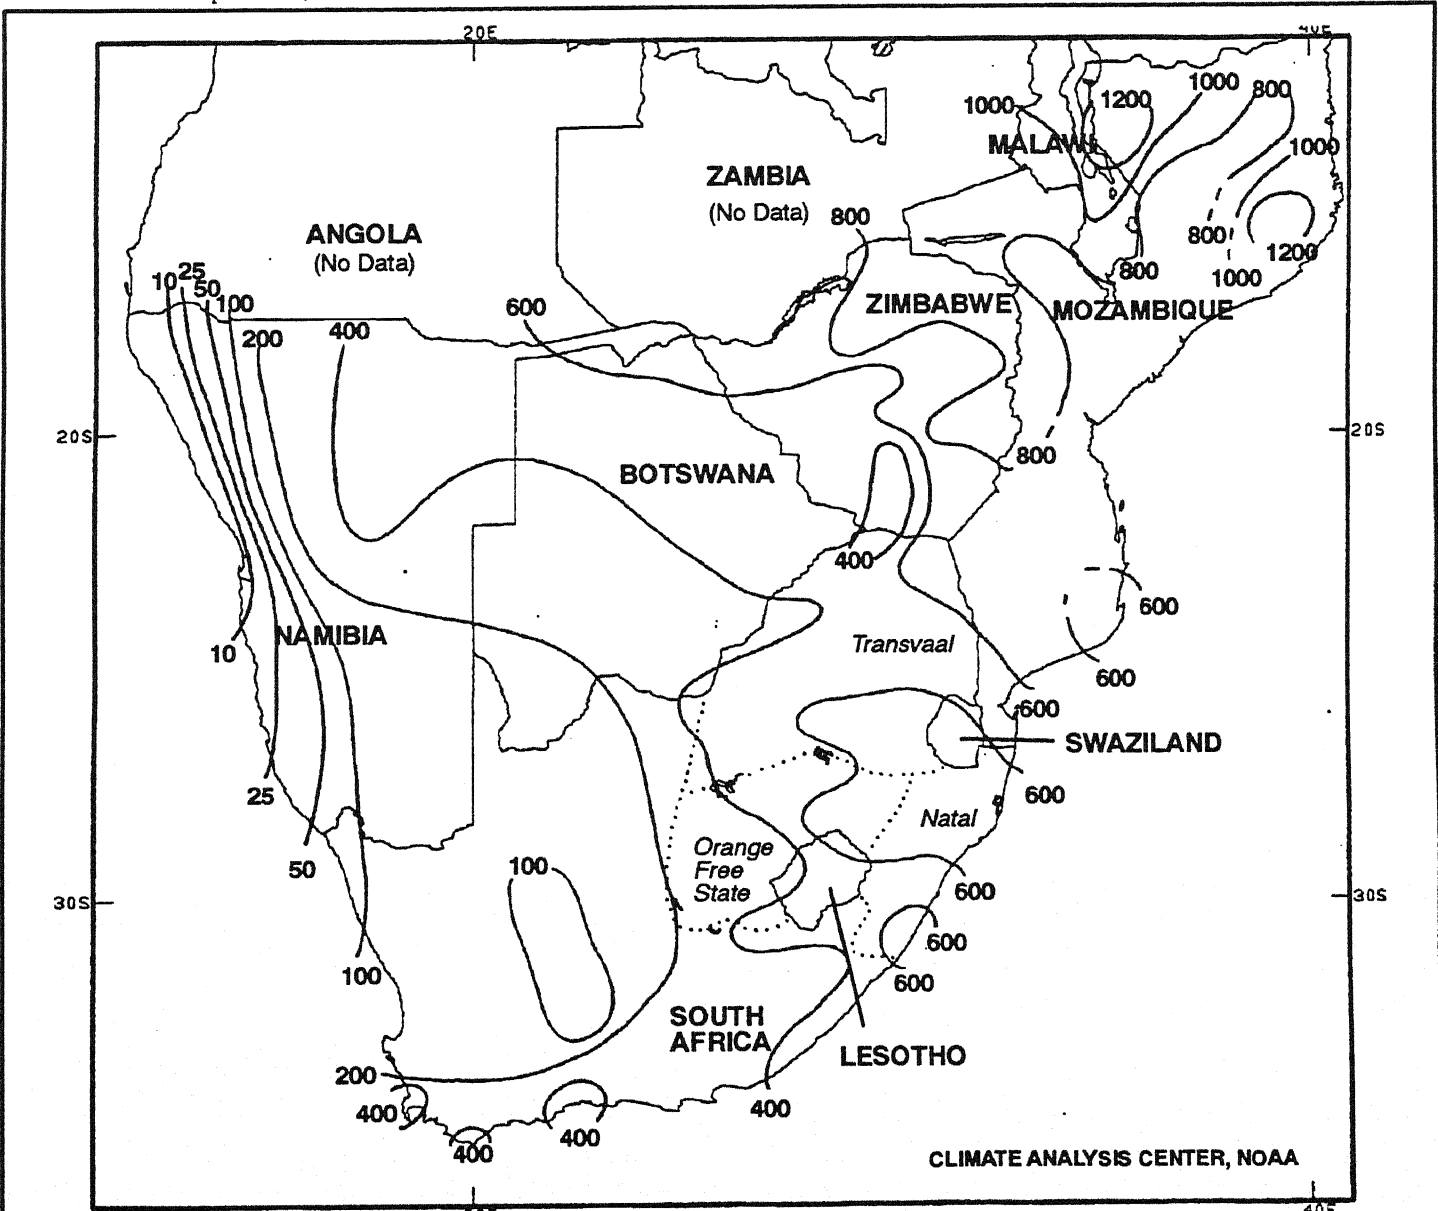 20E
40E
1000
1200
1000
800
MALAWI
1000
ZAMBIA
(No Data)
800
ANGOLA
(No Data)
800
1200
1000
800
10
25
50
100
200
400
600
ZIMBABWE
MOZAMBIQUE
20S
20S
800
BOTSWANA
400
600
NAMIBIA
10
Transvaal
600
600
SWAZILAND
25
600
Natal
50
Orange
Free
State
100
600
30S
30S
600
100
600
SOUTH
AFRICA
LESOTHO
200
400
400
400
400
CLIMATE ANALYSIS CENTER, NOAA
40E